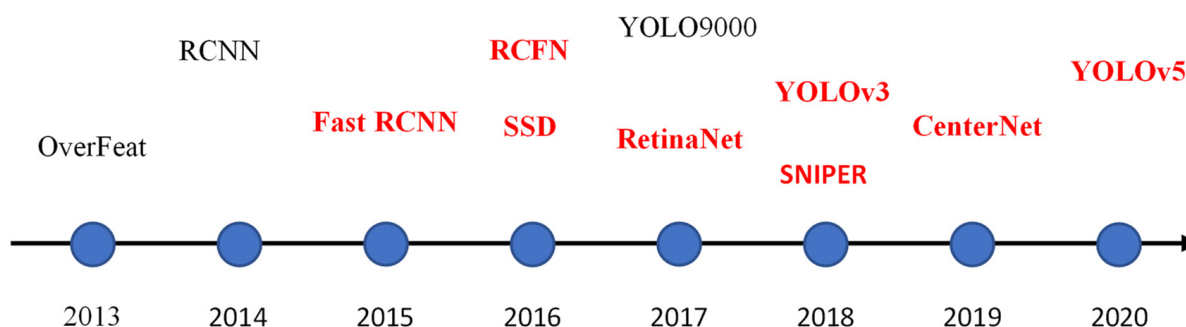 OverFeat
RCNN
Fast RCNN
RCFN
SSD
YOLO9000
RetinaNet
YOLOv3
SNIPER
CenterNet
YOLOv5
2013 2014 2015 2016 2017 2018 2019 2020